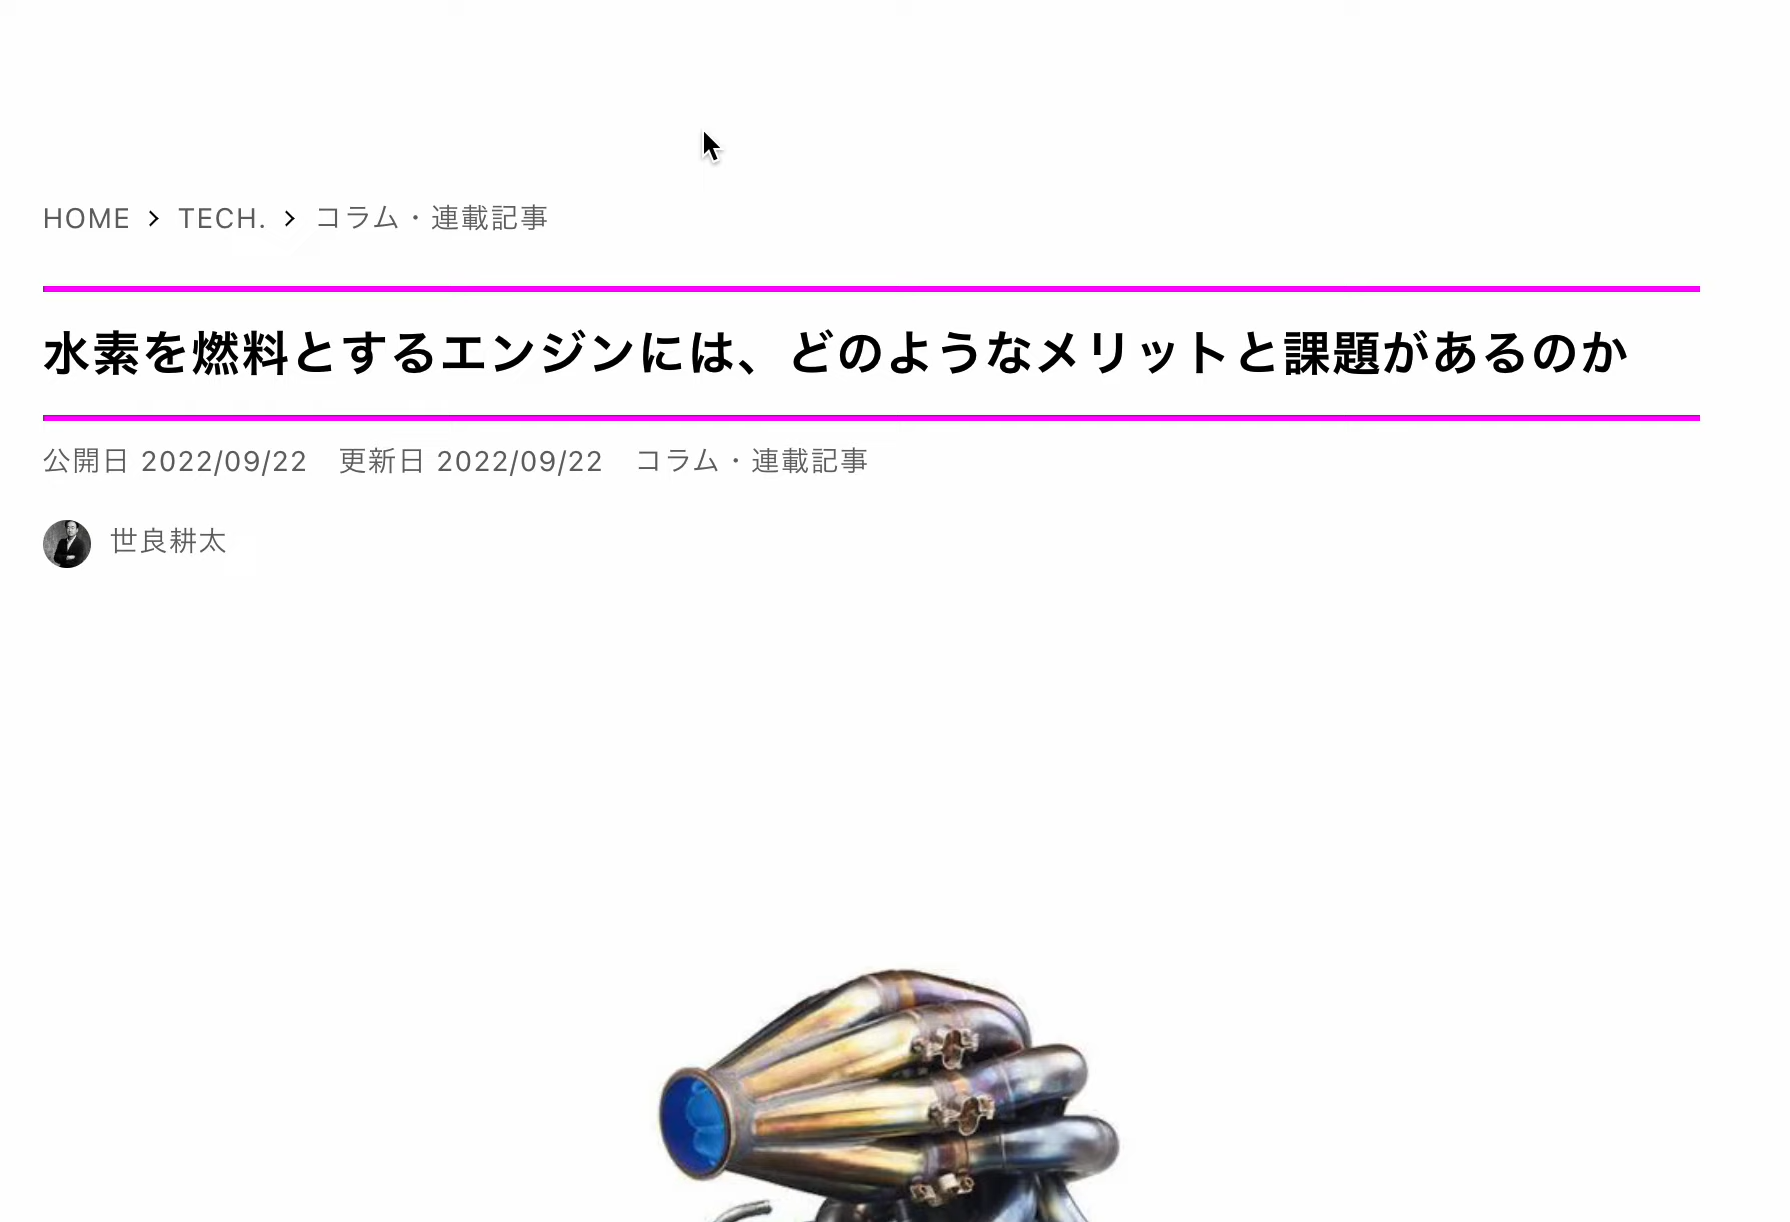 HOME > TECH. > コラム・連載記事
水素を燃料とするエンジンには、どのようなメリットと課題があるのか
公開日 2022/09/22 更新日 2022/09/22 コラム・連載記事
世良耕太